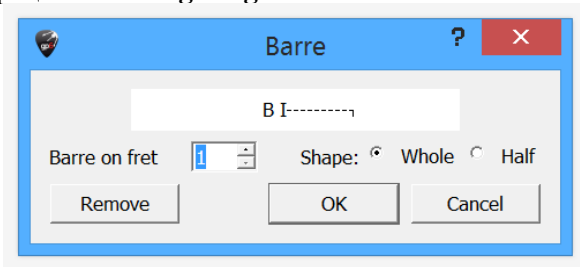 Barre ?
B I---------┐
Barre on fret 1 Shape: Whole Half
Remove OK Cancel